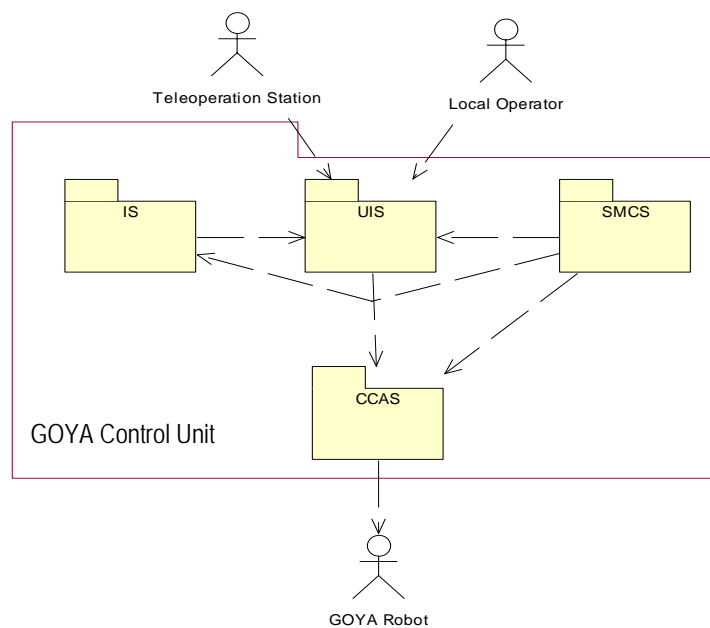 Teleoperation Station
Local Operator
IS
UIS
SMCS
CCAS
GOYA Control Unit
GOYA Robot